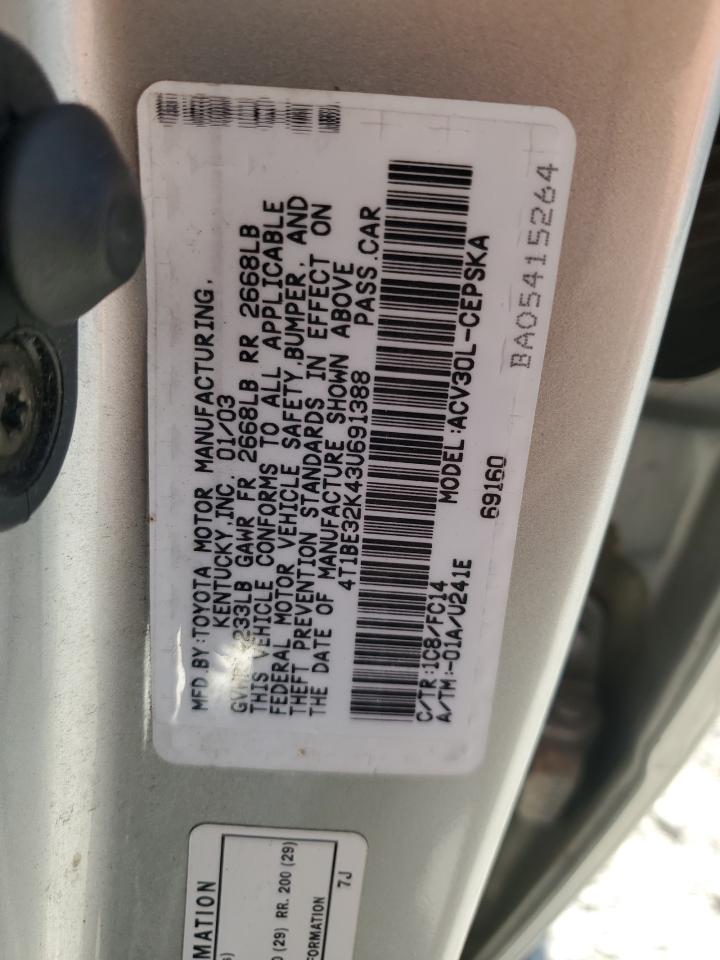 MFD.BY:TOYOTA MOTOR MANUFACTURING,
KENTUCKY,INC. 01/03
233LB GAWR FR 2668LB RR 2668LB
THIS VEHICLE CONFORMS TO ALL APPLICABLE
FEDERAL MOTOR VEHICLE SAFETY,BUMPER, AND
THEFT PREVENTION STANDARDS IN EFFECT ON
THE DATE OF MANUFACTURE SHOWN ABOVE
4T1BE32K43U691388 PASS.CAR
C/TR:1C8/FC14 MODEL:ACV30L-CEPSKA
A/TM:-01A/U241E
69160
BA05415264
MATION
(29) RR. 200 (29)
FORMATION
7J